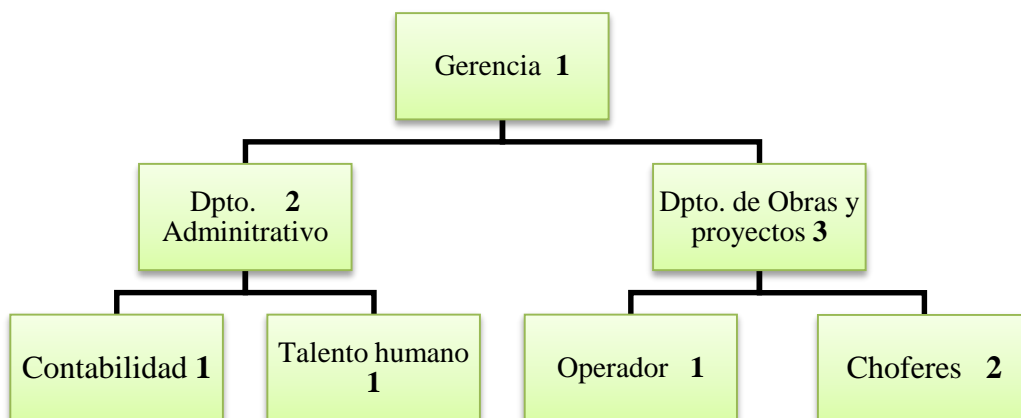 Gerencia 1
Dpto. 2
Adminitrativo
Dpto. de Obras y
proyectos 3
Contabilidad 1
Talento humano
1
Operador 1
Choferes 2